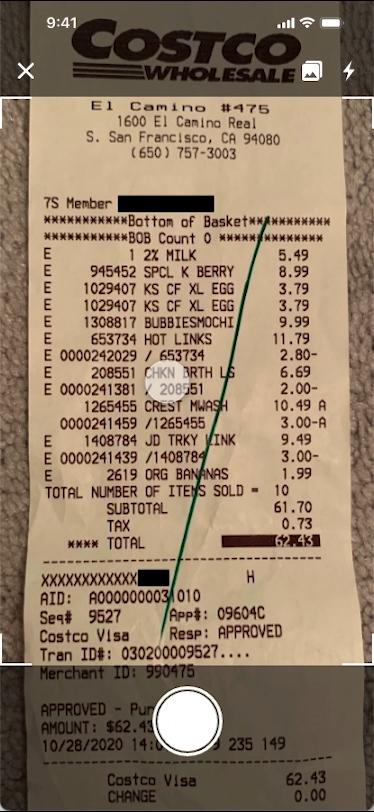 9:41
COSTCO
WHOLESALE
El Camino #475
1600 El Camino Real
S. San Francisco, CA 94080
(650) 757-3003
7S Member
***********Bottom of Basket***********
***********BOB Count 0 ***********
E 1 2% MILK 5.49
E 945452 SPCL K BERRY 8.99
E 1029407 KS CF XL EGG 3.79
E 1029407 KS CF XL EGG 3.79
E 1308817 BUBBIESMOCHI 9.99
E 653734 HOT LINKS 11.79
E 0000242029 / 653734 2.80-
E 208551 CHKN BRTH LS 6.69
E 0000241381 / 208551 2.00-
1265455 CREST MWASH 10.49 A
0000241459 /1265455 3.00-A
E 1408784 JD TRKY LINK 9.49
E 0000241439 /1408784 3.00-
E 2619 ORG BANANAS 1.99
TOTAL NUMBER OF ITEMS SOLD = 10
SUBTOTAL 61.70
TAX 0.73
**** TOTAL 62.43
XXXXXXXXXXXX H
AID: A0000000031010
Seq# 9527 App#: 09604C
Costco Visa Resp: APPROVED
Tran ID#: 030200009527....
Merchant ID: 990475
APPROVED -
AMOUNT: $62.43
10/28/2020 235 149
Costco Visa 62.43
CHANGE 0.00